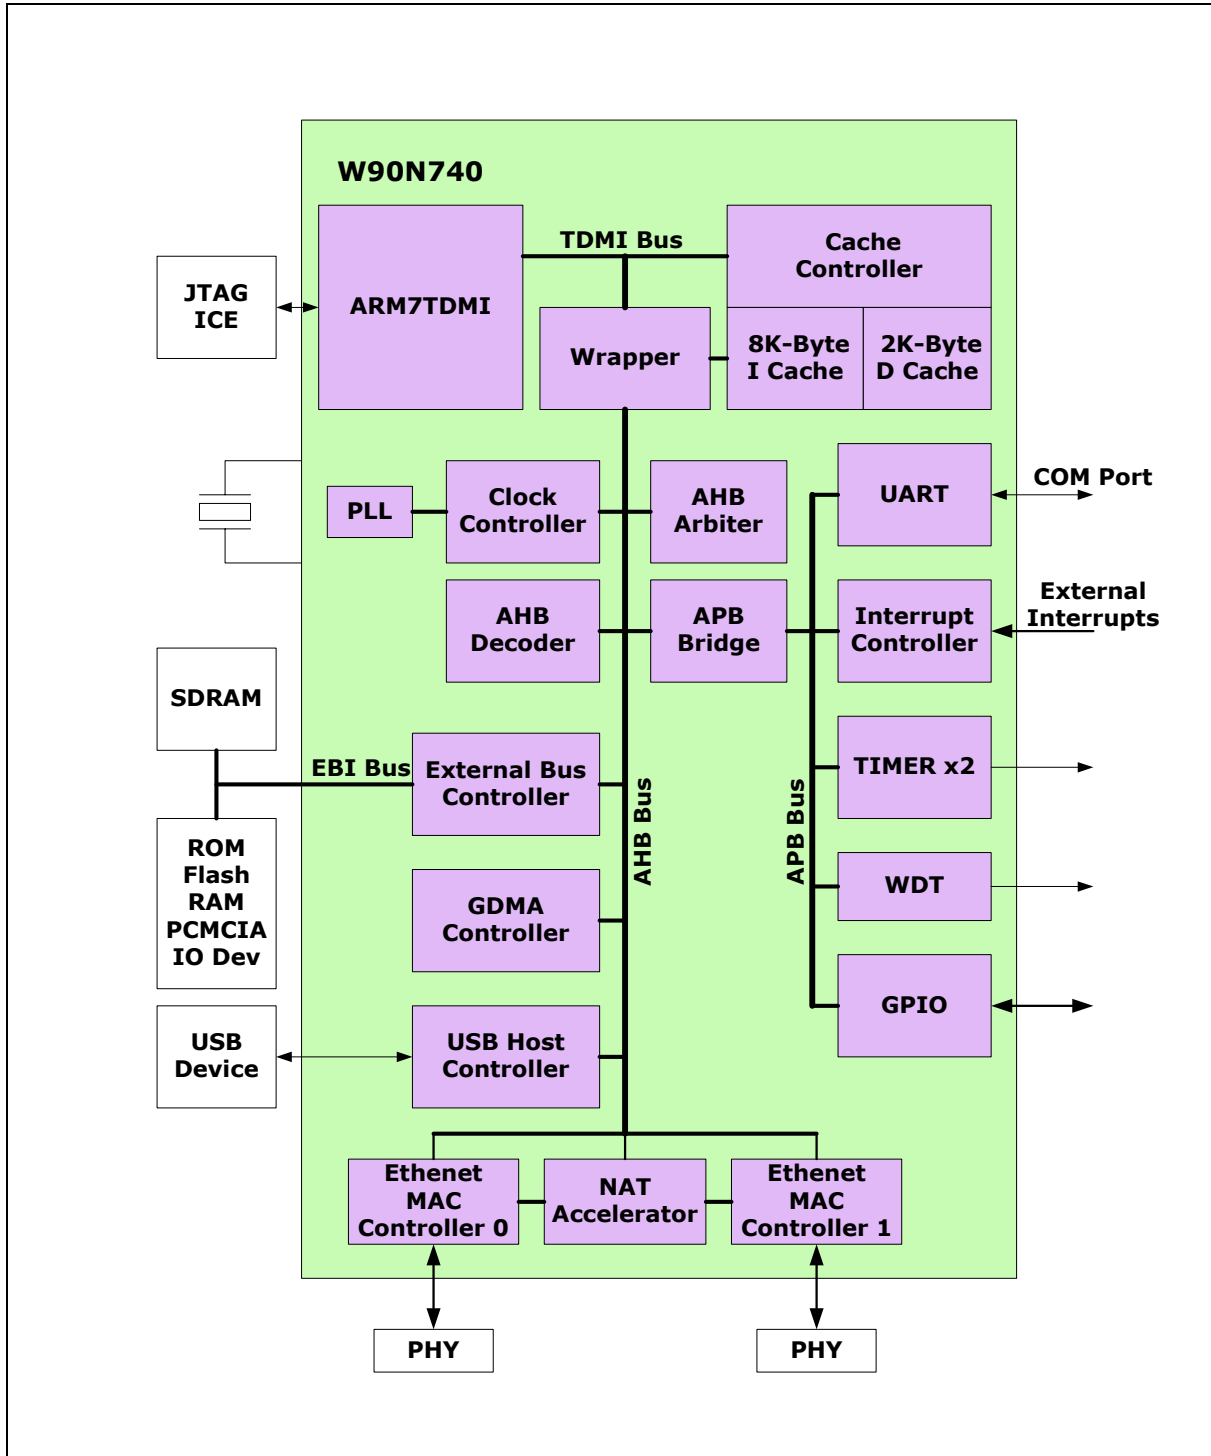 W90N740
TDMI Bus
Cache
Controller
JTAG
ICE
ARM7TDMI
Wrapper
8K-Byte
I Cache
2K-Byte
D Cache
PLL
Clock
Controller
AHB
Arbiter
UART
COM Port
AHB
Decoder
APB
Bridge
Interrupt
Controller
External
Interrupts
SDRAM
EBI Bus
External Bus
Controller
AHB Bus
APB Bus
TIMER x2
ROM
Flash
RAM
PCMCIA
IO Dev
GDMA
Controller
WDT
GPIO
USB
Device
USB Host
Controller
Ethenet
MAC
Controller 0
NAT
Accelerator
Ethenet
MAC
Controller 1
PHY
PHY